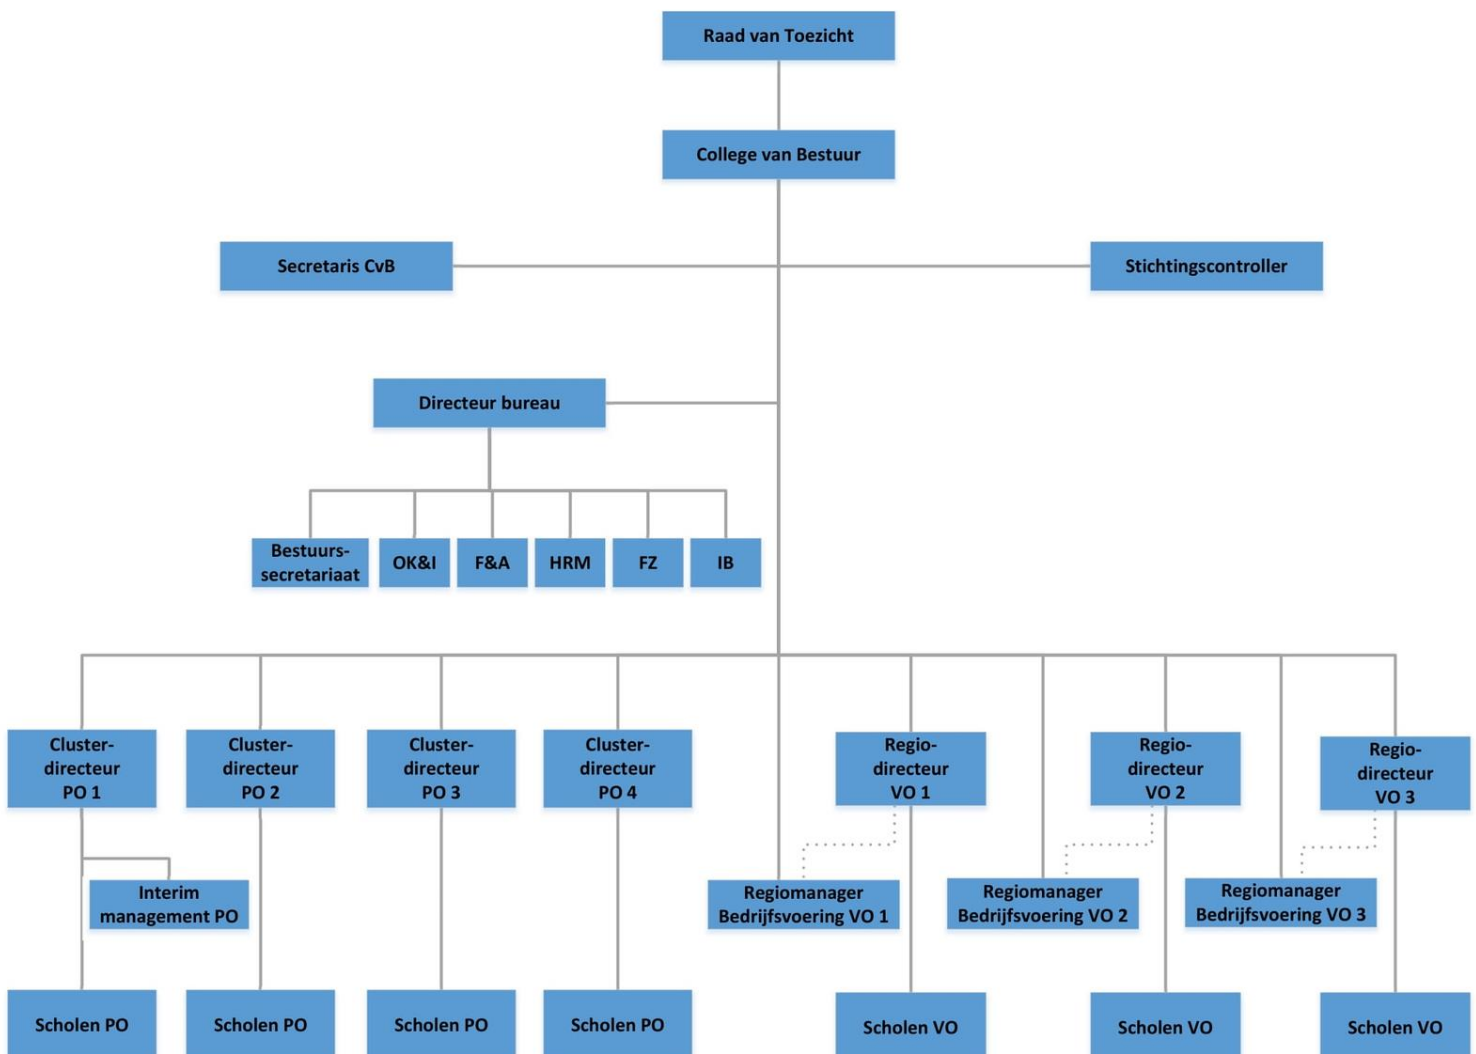 Raad van Toezicht
College van Bestuur
Secretaris CvB
Stichtingscontroller
Directeur bureau
Bestuurs-
secretariaat
OK&I
F&A
HRM
FZ
IB
Cluster-
directeur
PO 1
Cluster-
directeur
PO 2
Cluster-
directeur
PO 3
Cluster-
directeur
PO 4
Regio-
directeur
VO 1
Regio-
directeur
VO 2
Regio-
directeur
VO 3
Interim
management PO
Regiomanager
Bedrijfsvoering VO 1
Regiomanager
Bedrijfsvoering VO 2
Regiomanager
Bedrijfsvoering VO 3
Scholen PO
Scholen PO
Scholen PO
Scholen PO
Scholen VO
Scholen VO
Scholen VO